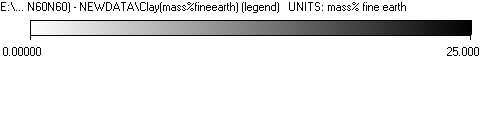 E:\... N60N60) - NEWDATA\Clay(mass%fineearth) (legend)   UNITS: mass% fine earth
0.00000 25.000